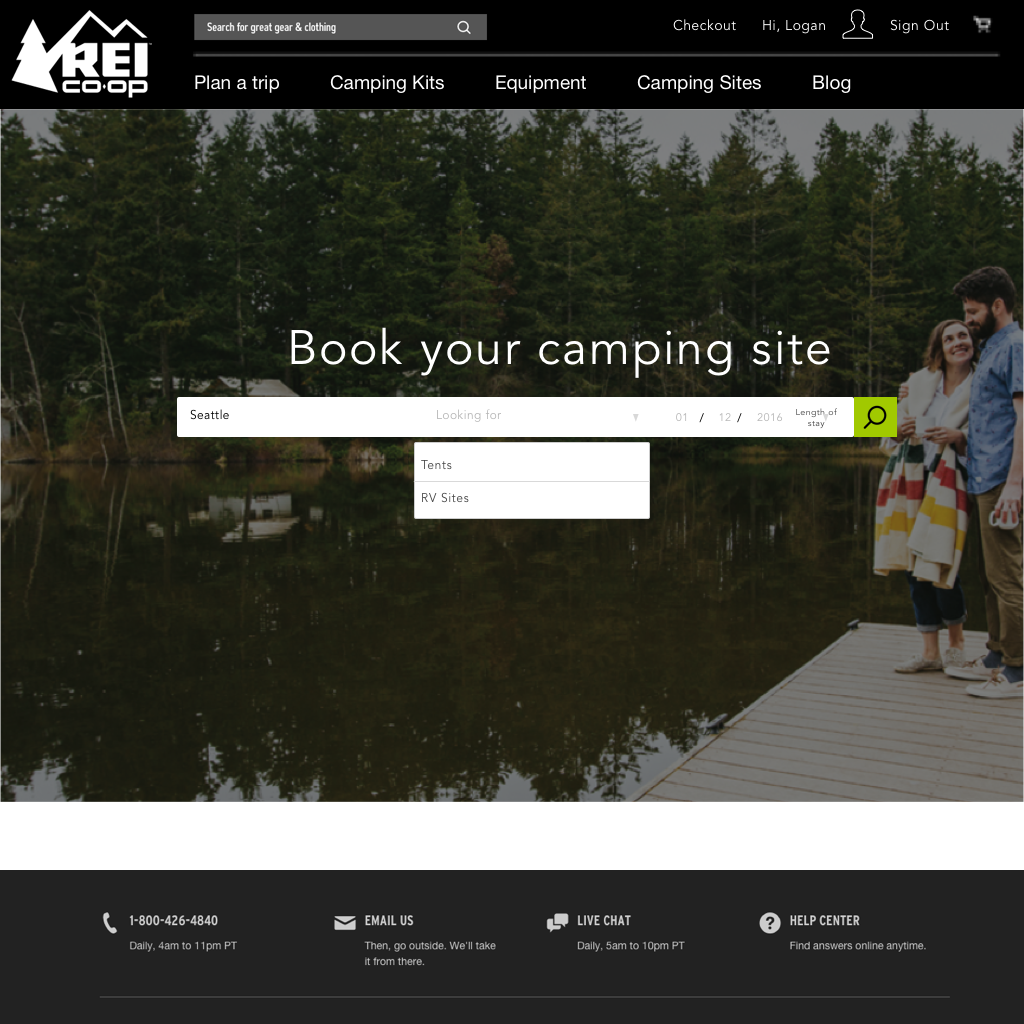 REI
co·op
Search for great gear & clothing
Checkout
Hi, Logan
Sign Out
Plan a trip
Camping Kits
Equipment
Camping Sites
Blog
Book your camping site
Seattle
Looking for
01 / 12 / 2016
Length of
stay
Tents
RV Sites
1-800-426-4840
Daily, 4am to 11pm PT
EMAIL US
Then, go outside. We'll take
it from there.
LIVE CHAT
Daily, 5am to 10pm PT
HELP CENTER
Find answers online anytime.